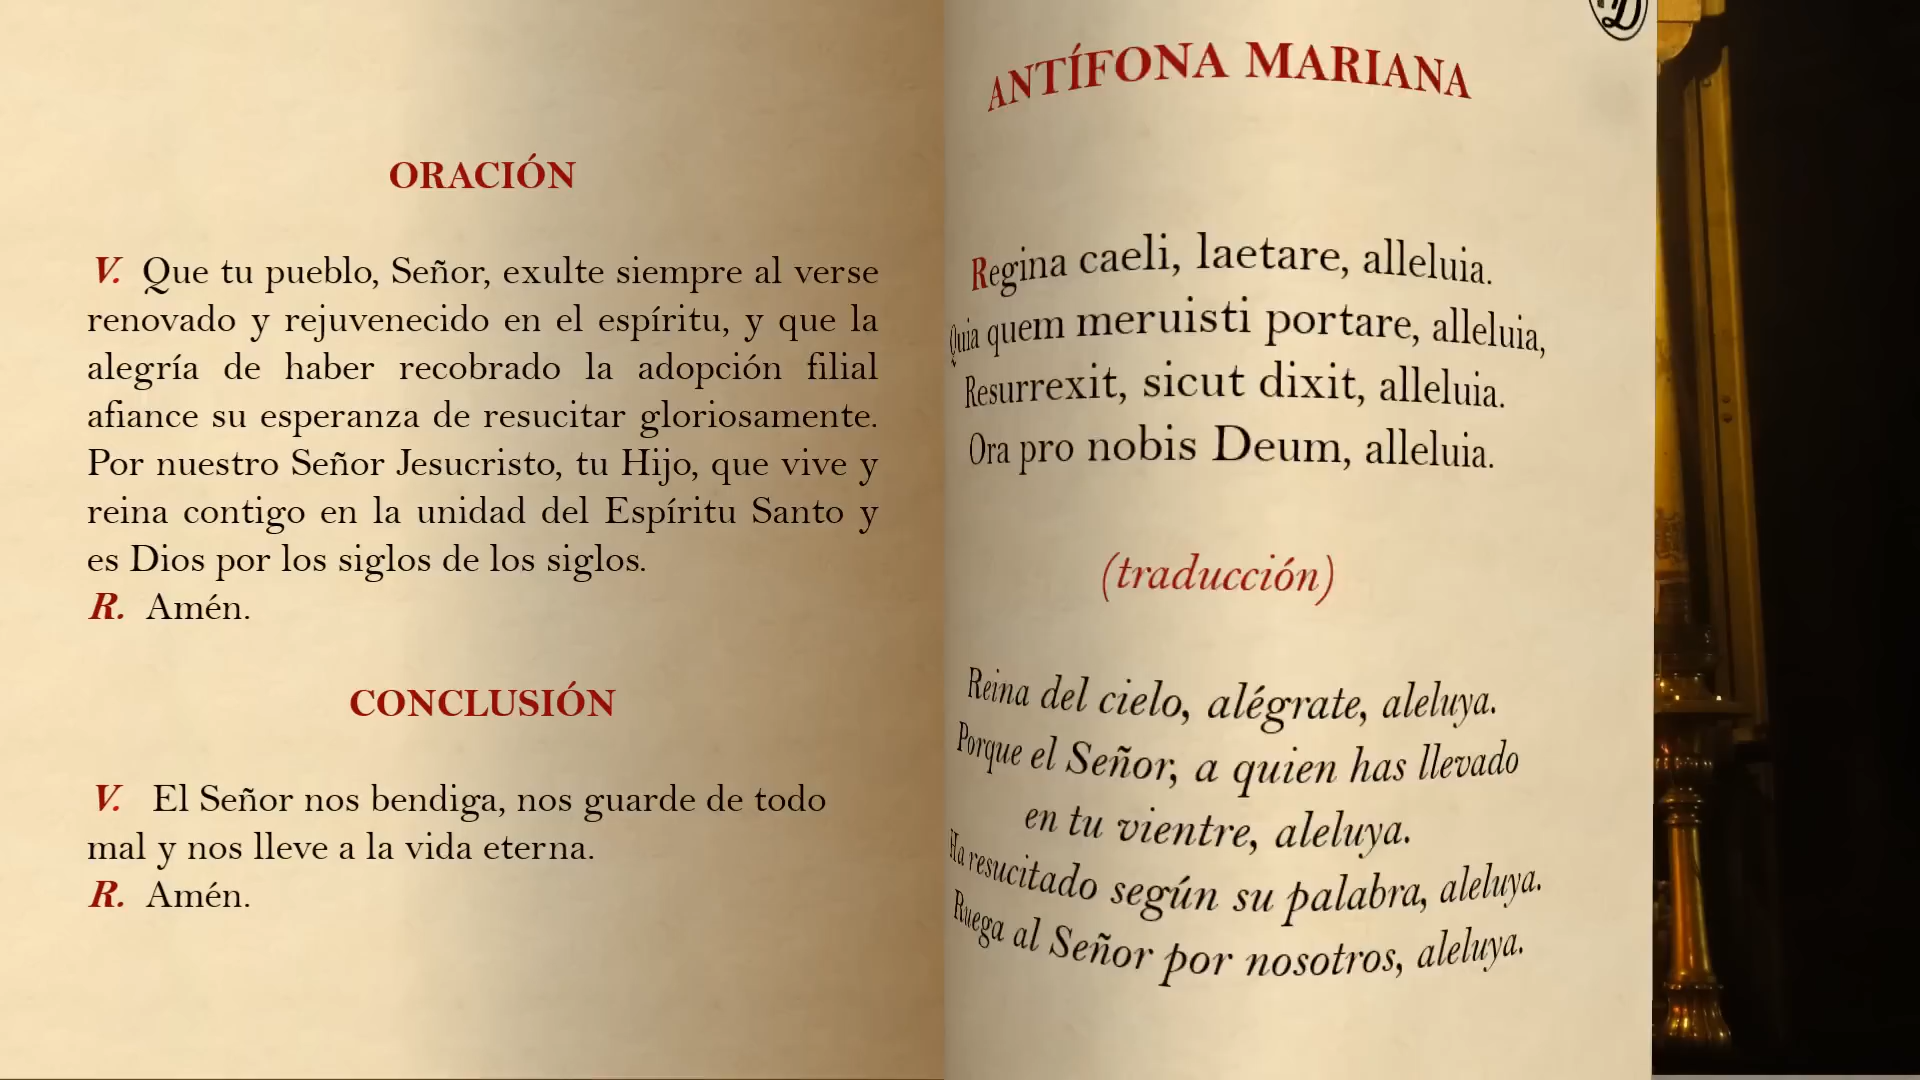 ORACIÓN
V. Que tu pueblo, Señor, exulte siempre al verse
renovado y rejuvenecido en el espíritu, y que la
alegría de haber recobrado la adopción filial
afiance su esperanza de resucitar gloriosamente.
Por nuestro Señor Jesucristo, tu Hijo, que vive y
reina contigo en la unidad del Espíritu Santo y
es Dios por los siglos de los siglos.
R. Amén.
CONCLUSIÓN
V. El Señor nos bendiga, nos guarde de todo
mal y nos lleve a la vida eterna.
R. Amén.
ANTÍFONA MARIANA
Regina caeli, laetare, alleluia.
Quia quem meruisti portare, alleluia,
Resurrexit, sicut dixit, alleluia.
Ora pro nobis Deum, alleluia.
(traducción)
Reina del cielo, alégrate, aleluya.
Porque el Señor, a quien has llevado
en tu vientre, aleluya.
Ha resucitado según su palabra, aleluya.
Ruega al Señor por nosotros, aleluya.